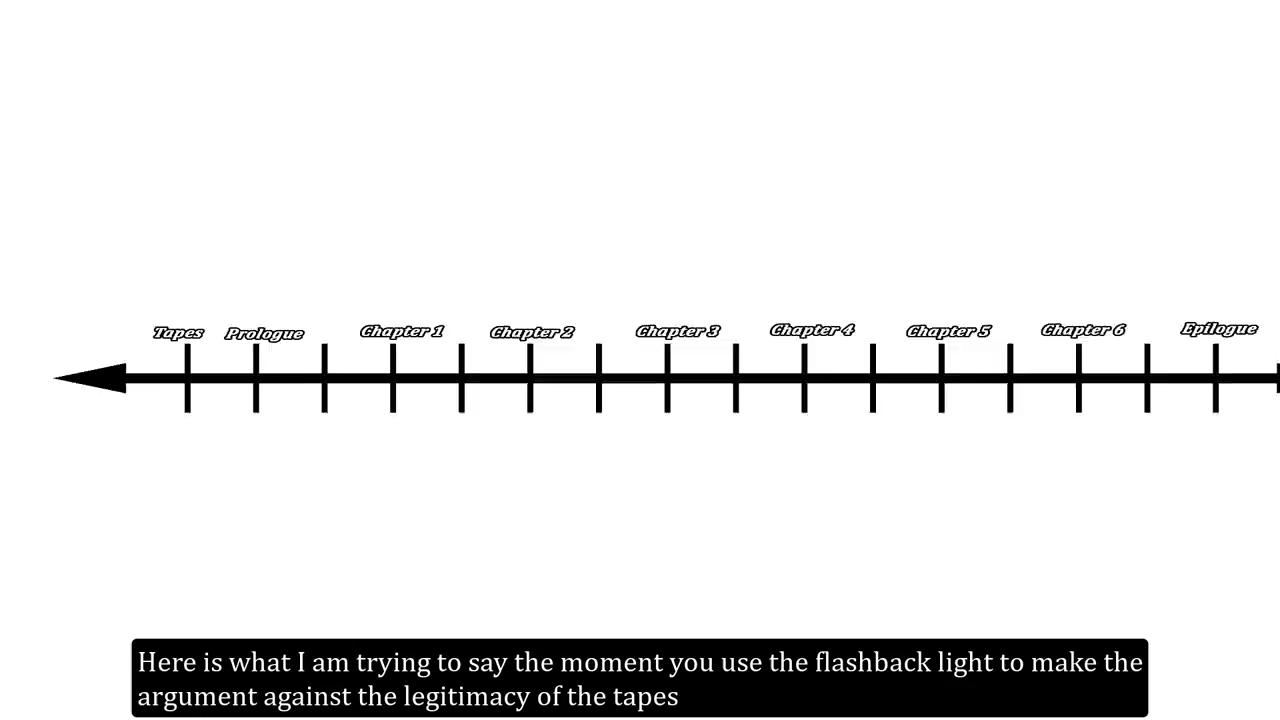 Tapes Prologue Chapter 1 Chapter 2 Chapter 3 Chapter 4 Chapter 5 Chapter 6 Epilogue
Here is what I am trying to say the moment you use the flashback light to make the
argument against the legitimacy of the tapes